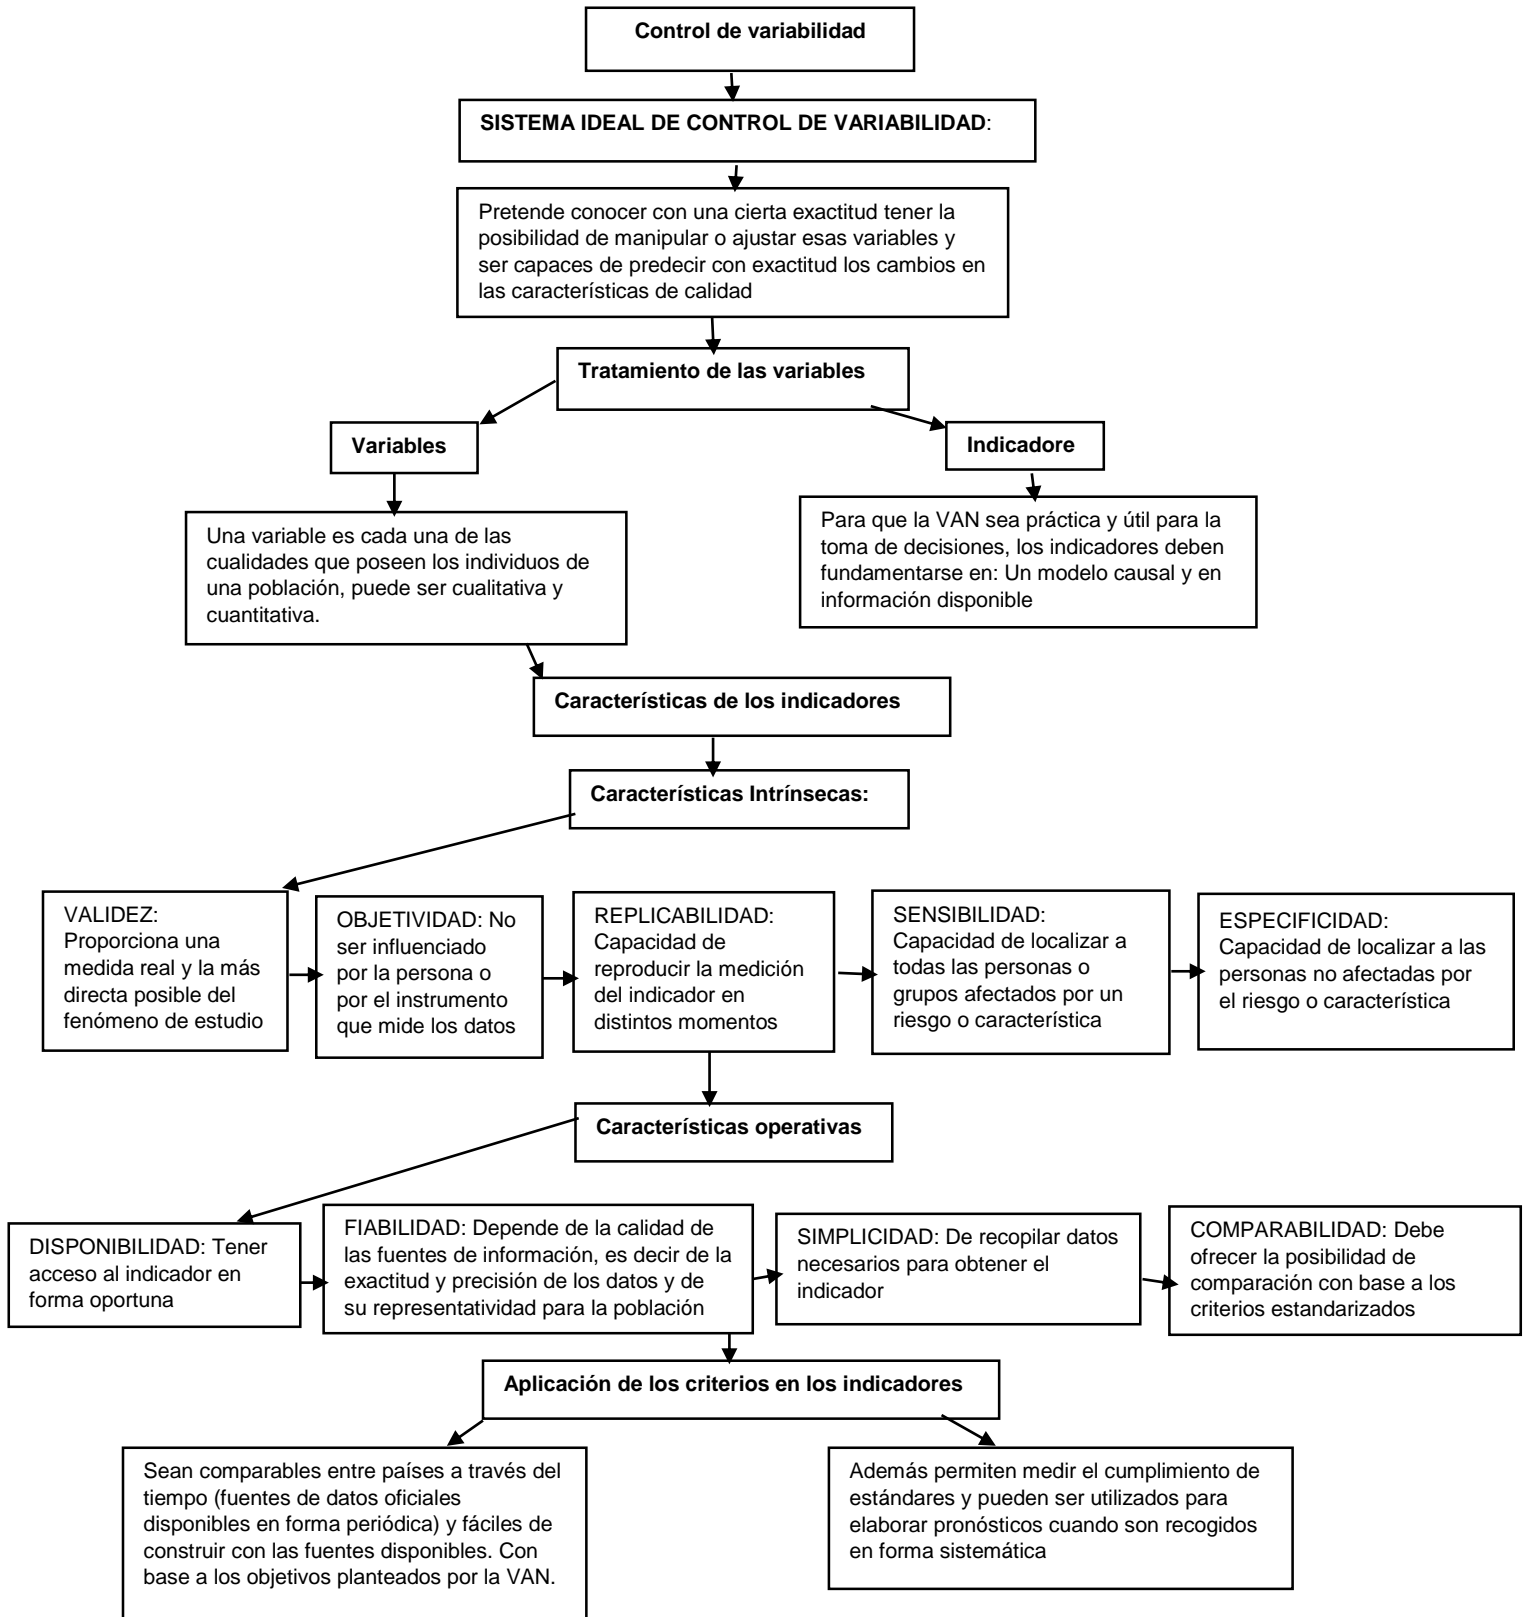 Control de variabilidad
SISTEMA IDEAL DE CONTROL DE VARIABILIDAD:
Pretende conocer con una cierta exactitud tener la
posibilidad de manipular o ajustar esas variables y
ser capaces de predecir con exactitud los cambios en
las características de calidad
Tratamiento de las variables
Variables
Indicadore
Una variable es cada una de las
cualidades que poseen los individuos de
una población, puede ser cualitativa y
cuantitativa.
Para que la VAN sea práctica y útil para la
toma de decisiones, los indicadores deben
fundamentarse en: Un modelo causal y en
información disponible
Características de los indicadores
Características Intrínsecas:
VALIDEZ:
Proporciona una
medida real y la más
directa posible del
fenómeno de estudio
OBJETIVIDAD: No
ser influenciado
por la persona o
por el instrumento
que mide los datos
REPLICABILIDAD:
Capacidad de
reproducir la medición
del indicador en
distintos momentos
SENSIBILIDAD:
Capacidad de localizar a
todas las personas o
grupos afectados por un
riesgo o característica
ESPECIFICIDAD:
Capacidad de localizar a las
personas no afectadas por
el riesgo o característica
Características operativas
DISPONIBILIDAD: Tener
acceso al indicador en
forma oportuna
FIABILIDAD: Depende de la calidad de
las fuentes de información, es decir de la
exactitud y precisión de los datos y de
su representatividad para la población
SIMPLICIDAD: De recopilar datos
necesarios para obtener el
indicador
COMPARABILIDAD: Debe
ofrecer la posibilidad de
comparación con base a los
criterios estandarizados
Aplicación de los criterios en los indicadores
Sean comparables entre países a través del
tiempo (fuentes de datos oficiales
disponibles en forma periódica) y fáciles de
construir con las fuentes disponibles. Con
base a los objetivos planteados por la VAN.
Además permiten medir el cumplimiento de
estándares y pueden ser utilizados para
elaborar pronósticos cuando son recogidos
en forma sistemática